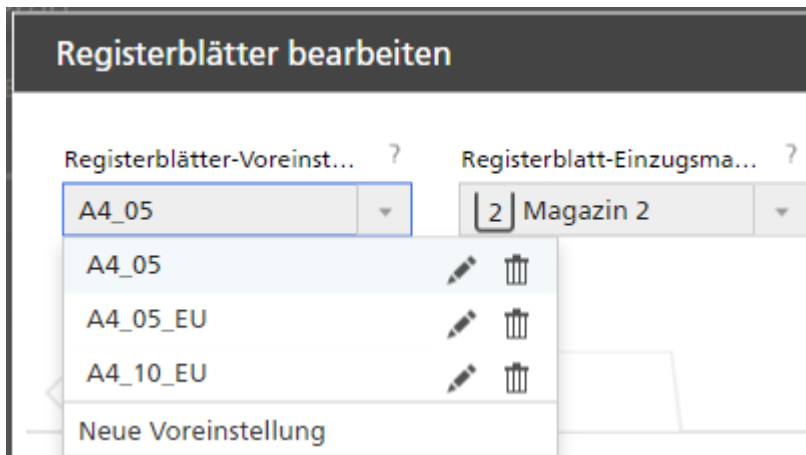 Registerblätter bearbeiten
Registerblätter-Voreinst... ? Registerblatt-Einzugsma... ?
A4_05 2 Magazin 2
A4_05
A4_05_EU
A4_10_EU
Neue Voreinstellung